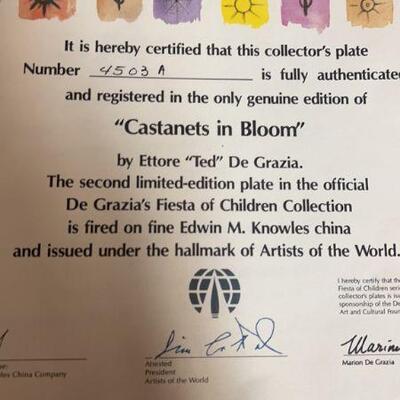 It is hereby certified that this collector's plate
Number 4503 A is fully authenticated
and registered in the only genuine edition of
"Castanets in Bloom"
by Ettore "Ted" De Grazia.
The second limited-edition plate in the official
De Grazia's Fiesta of Children Collection
is fired on fine Edwin M. Knowles china
and issued under the hallmark of Artists of the World.
I hereby certify that the
Fiesta of Children serie
collector's plates is iss
sponsorship of the De
Art and Cultural Foun
les China Company
Attested
President
Artists of the World
Marion De Grazia